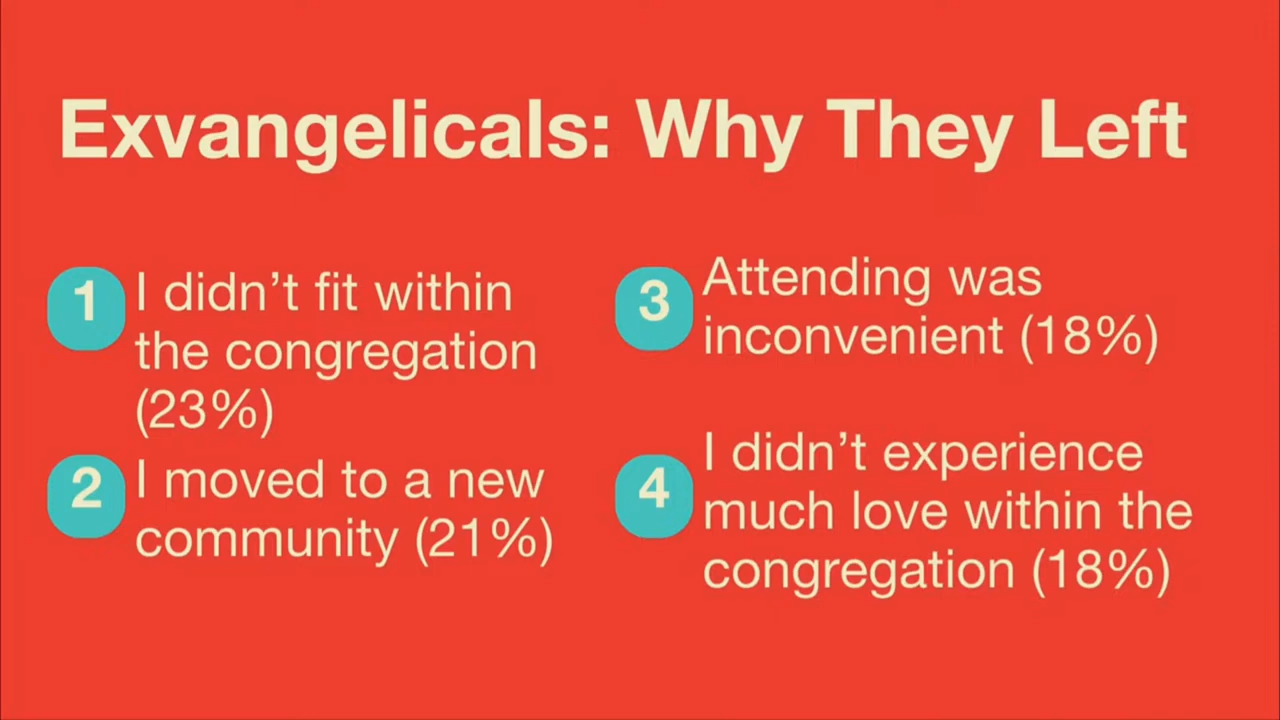 Exvangelicals: Why They Left
1
I didn’t fit within
the congregation
(23%)
2
I moved to a new
community (21%)
3
Attending was
inconvenient (18%)
4
I didn’t experience
much love within the
congregation (18%)